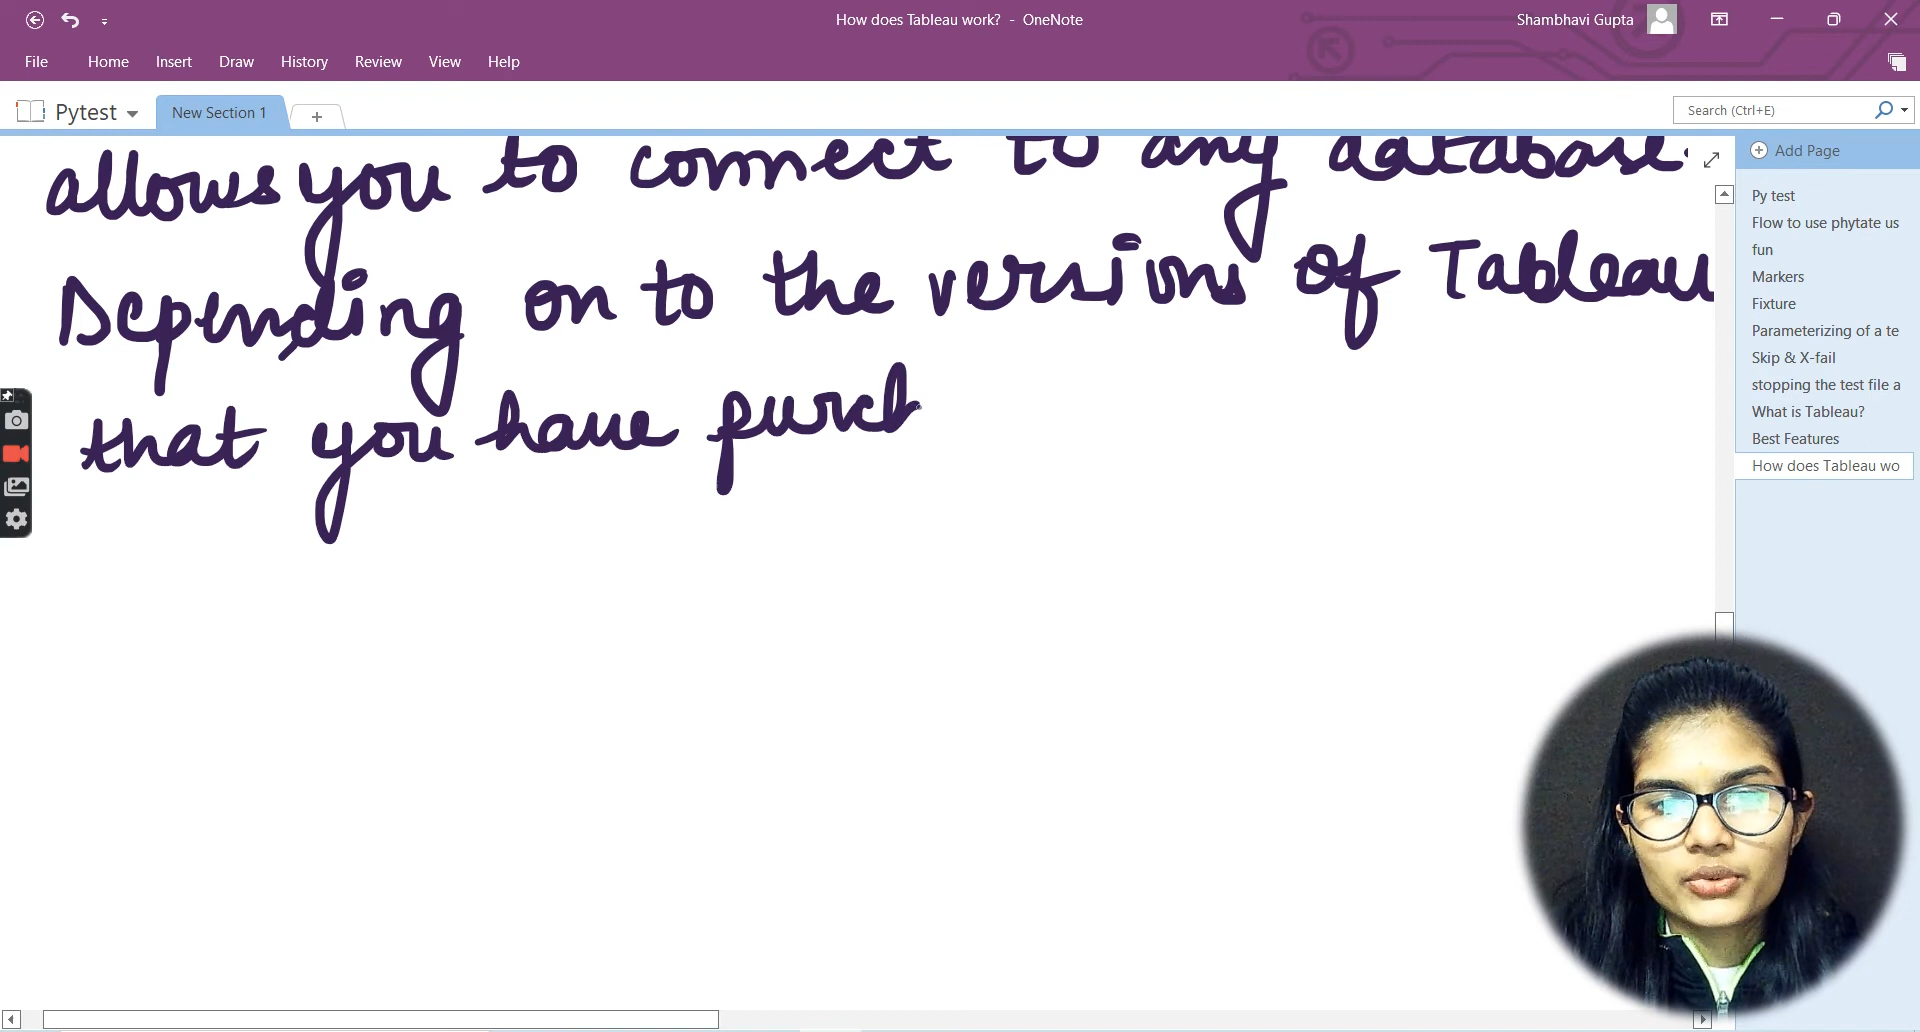 How does Tableau work? - OneNote
Shambhavi Gupta
File Home Insert Draw History Review View Help
Pytest
New Section 1
Search (Ctrl+E)
Add Page
allows you to connect to any database.
Depending on to the versions of Tableau
that you have purch
Py test
Flow to use phytate us
fun
Markers
Fixture
Parameterizing of a te
Skip & X-fail
stopping the test file a
What is Tableau?
Best Features
How does Tableau wo